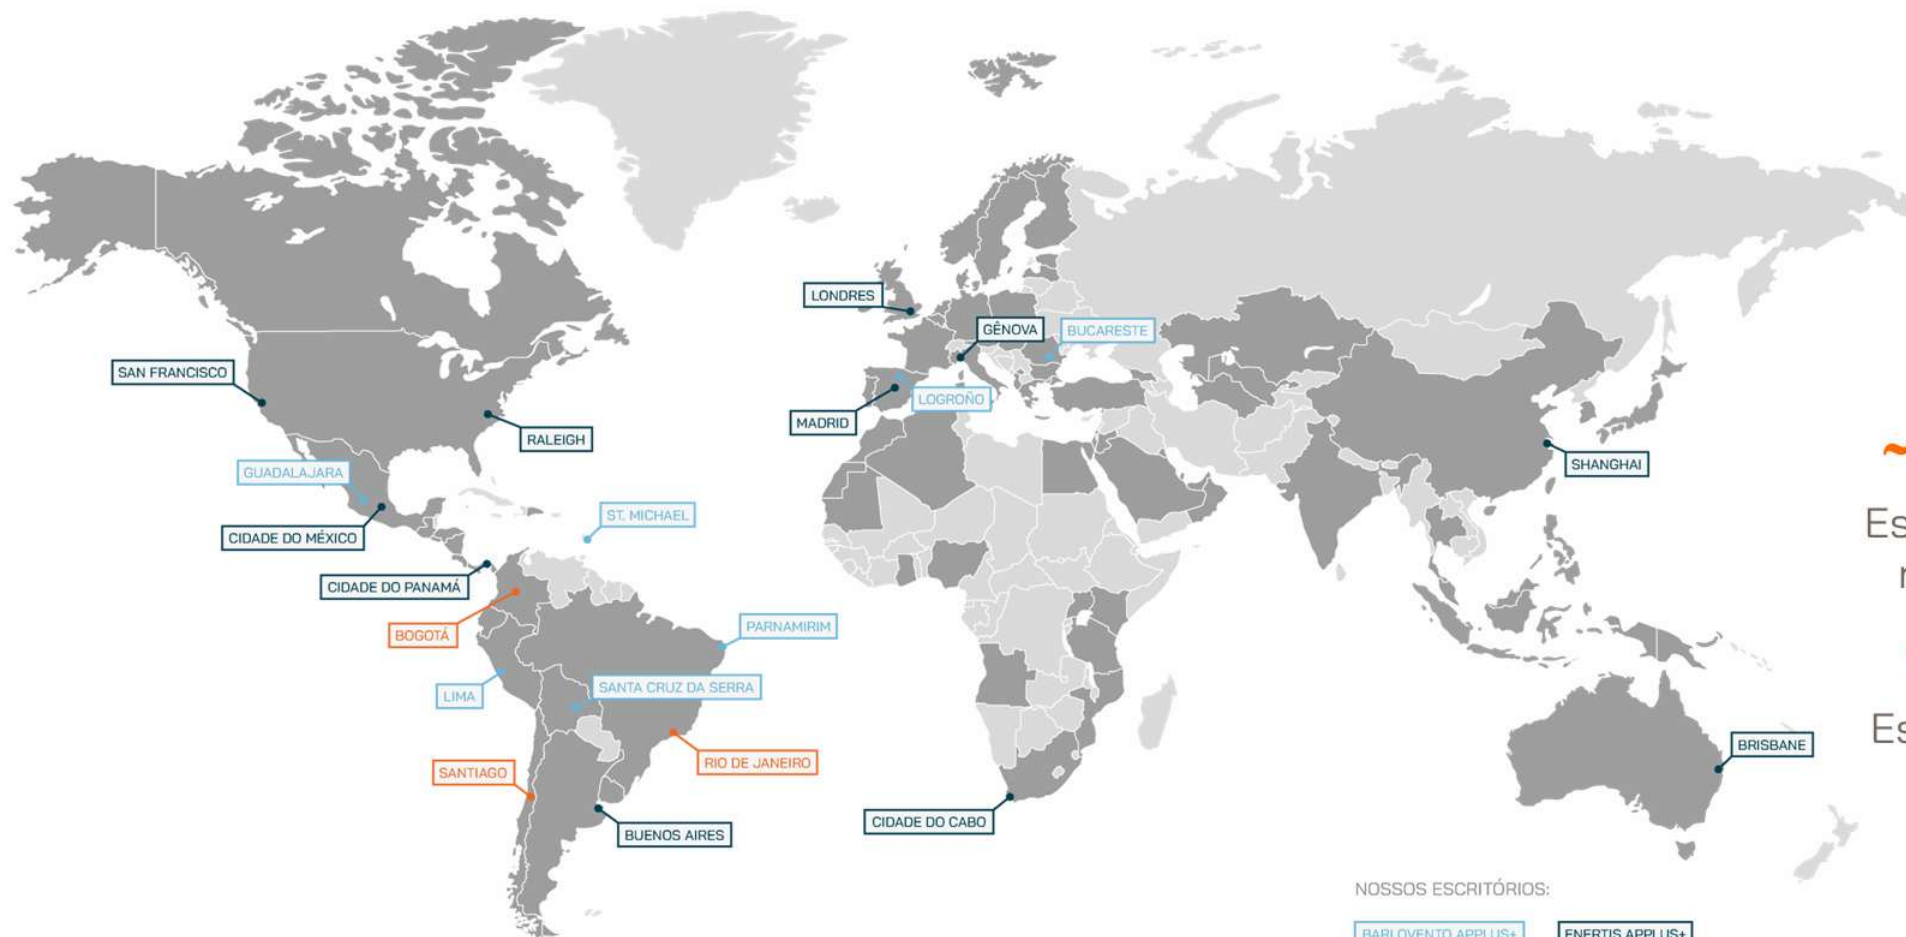 LONDRES
GÊNOVA
BUCARESTE
SAN FRANCISCO
LOGROÑO
MADRID
RALEIGH
SHANGHAI
GUADALAJARA
ST. MICHAEL
CIDADE DO MÉXICO
CIDADE DO PANAMÁ
BOGOTÁ
PARNAMIRIM
LIMA
SANTA CRUZ DA SERRA
BRISBANE
RIO DE JANEIRO
SANTIAGO
CIDADE DO CABO
BUENOS AIRES
NOSSOS ESCRITÓRIOS:
BARLOVENTO APPLUS+ ENERTIS APPLUS+